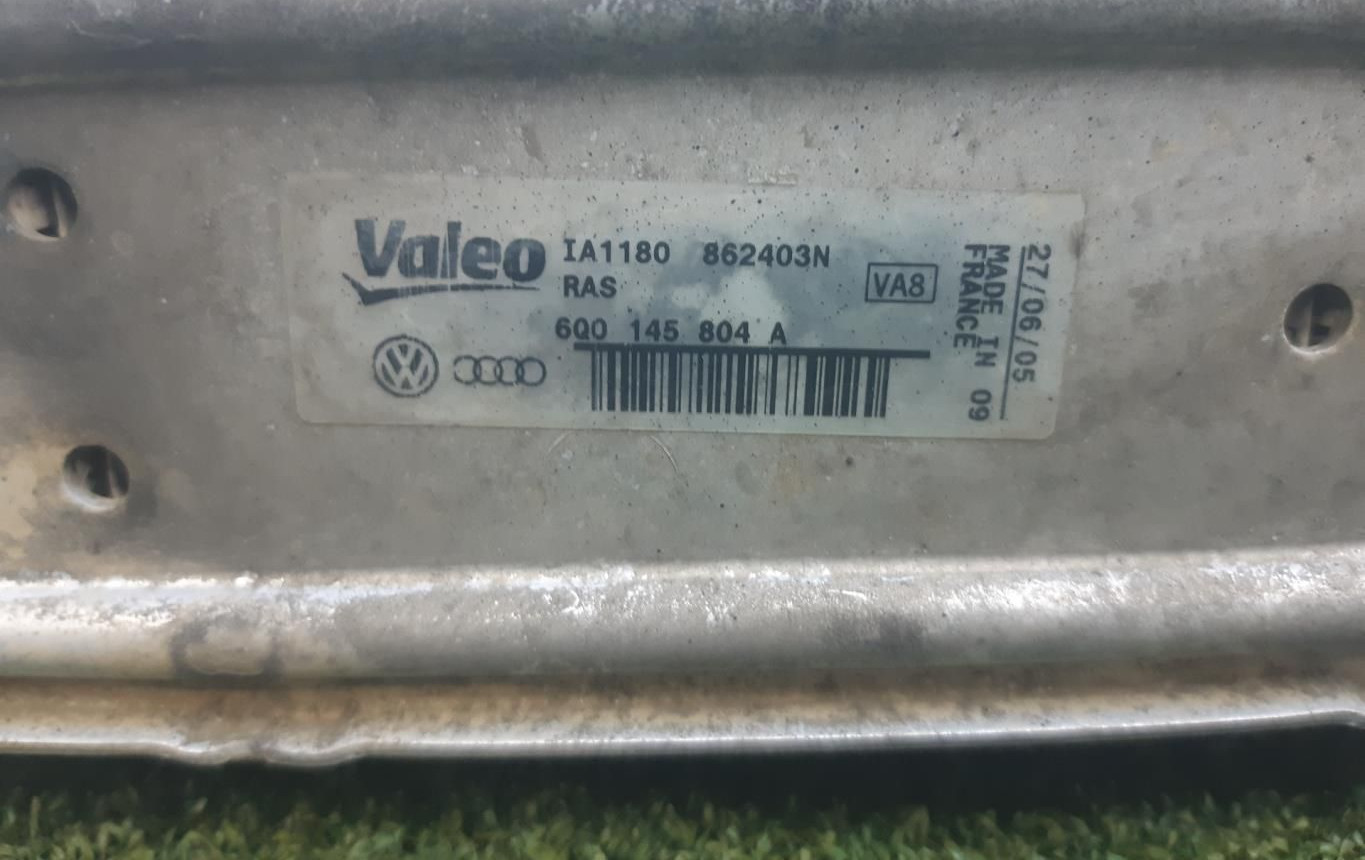 Valeo
IA1180 862403N
RAS
VA8
6Q0 145 804 A
27/06/05
MADE IN 09
FRANCE